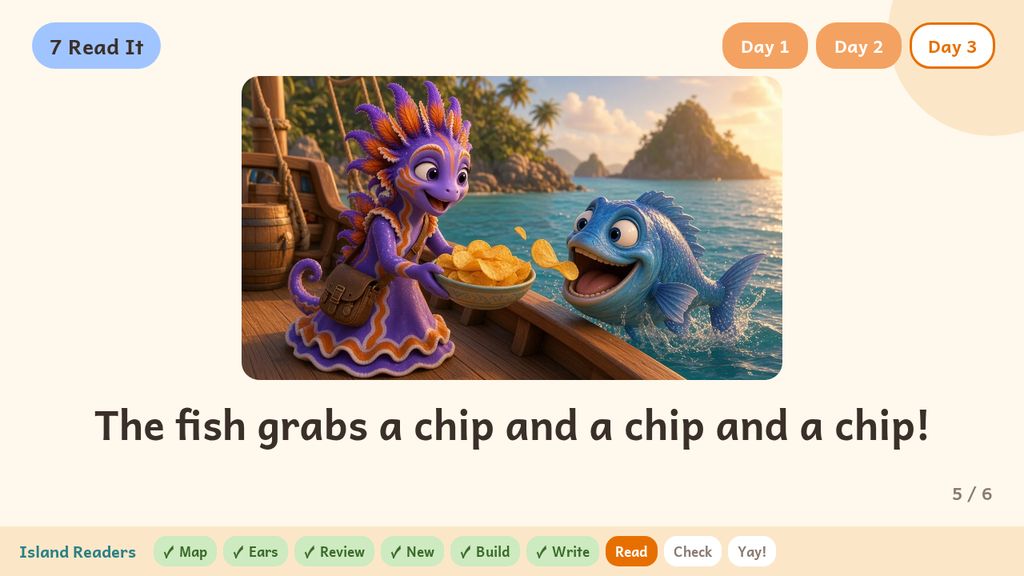 7 Read It
Day 1
Day 2
Day 3
The fish grabs a chip and a chip and a chip!
5 / 6
Island Readers
✓ Map
✓ Ears
✓ Review
✓ New
✓ Build
✓ Write
Read
Check
Yay!